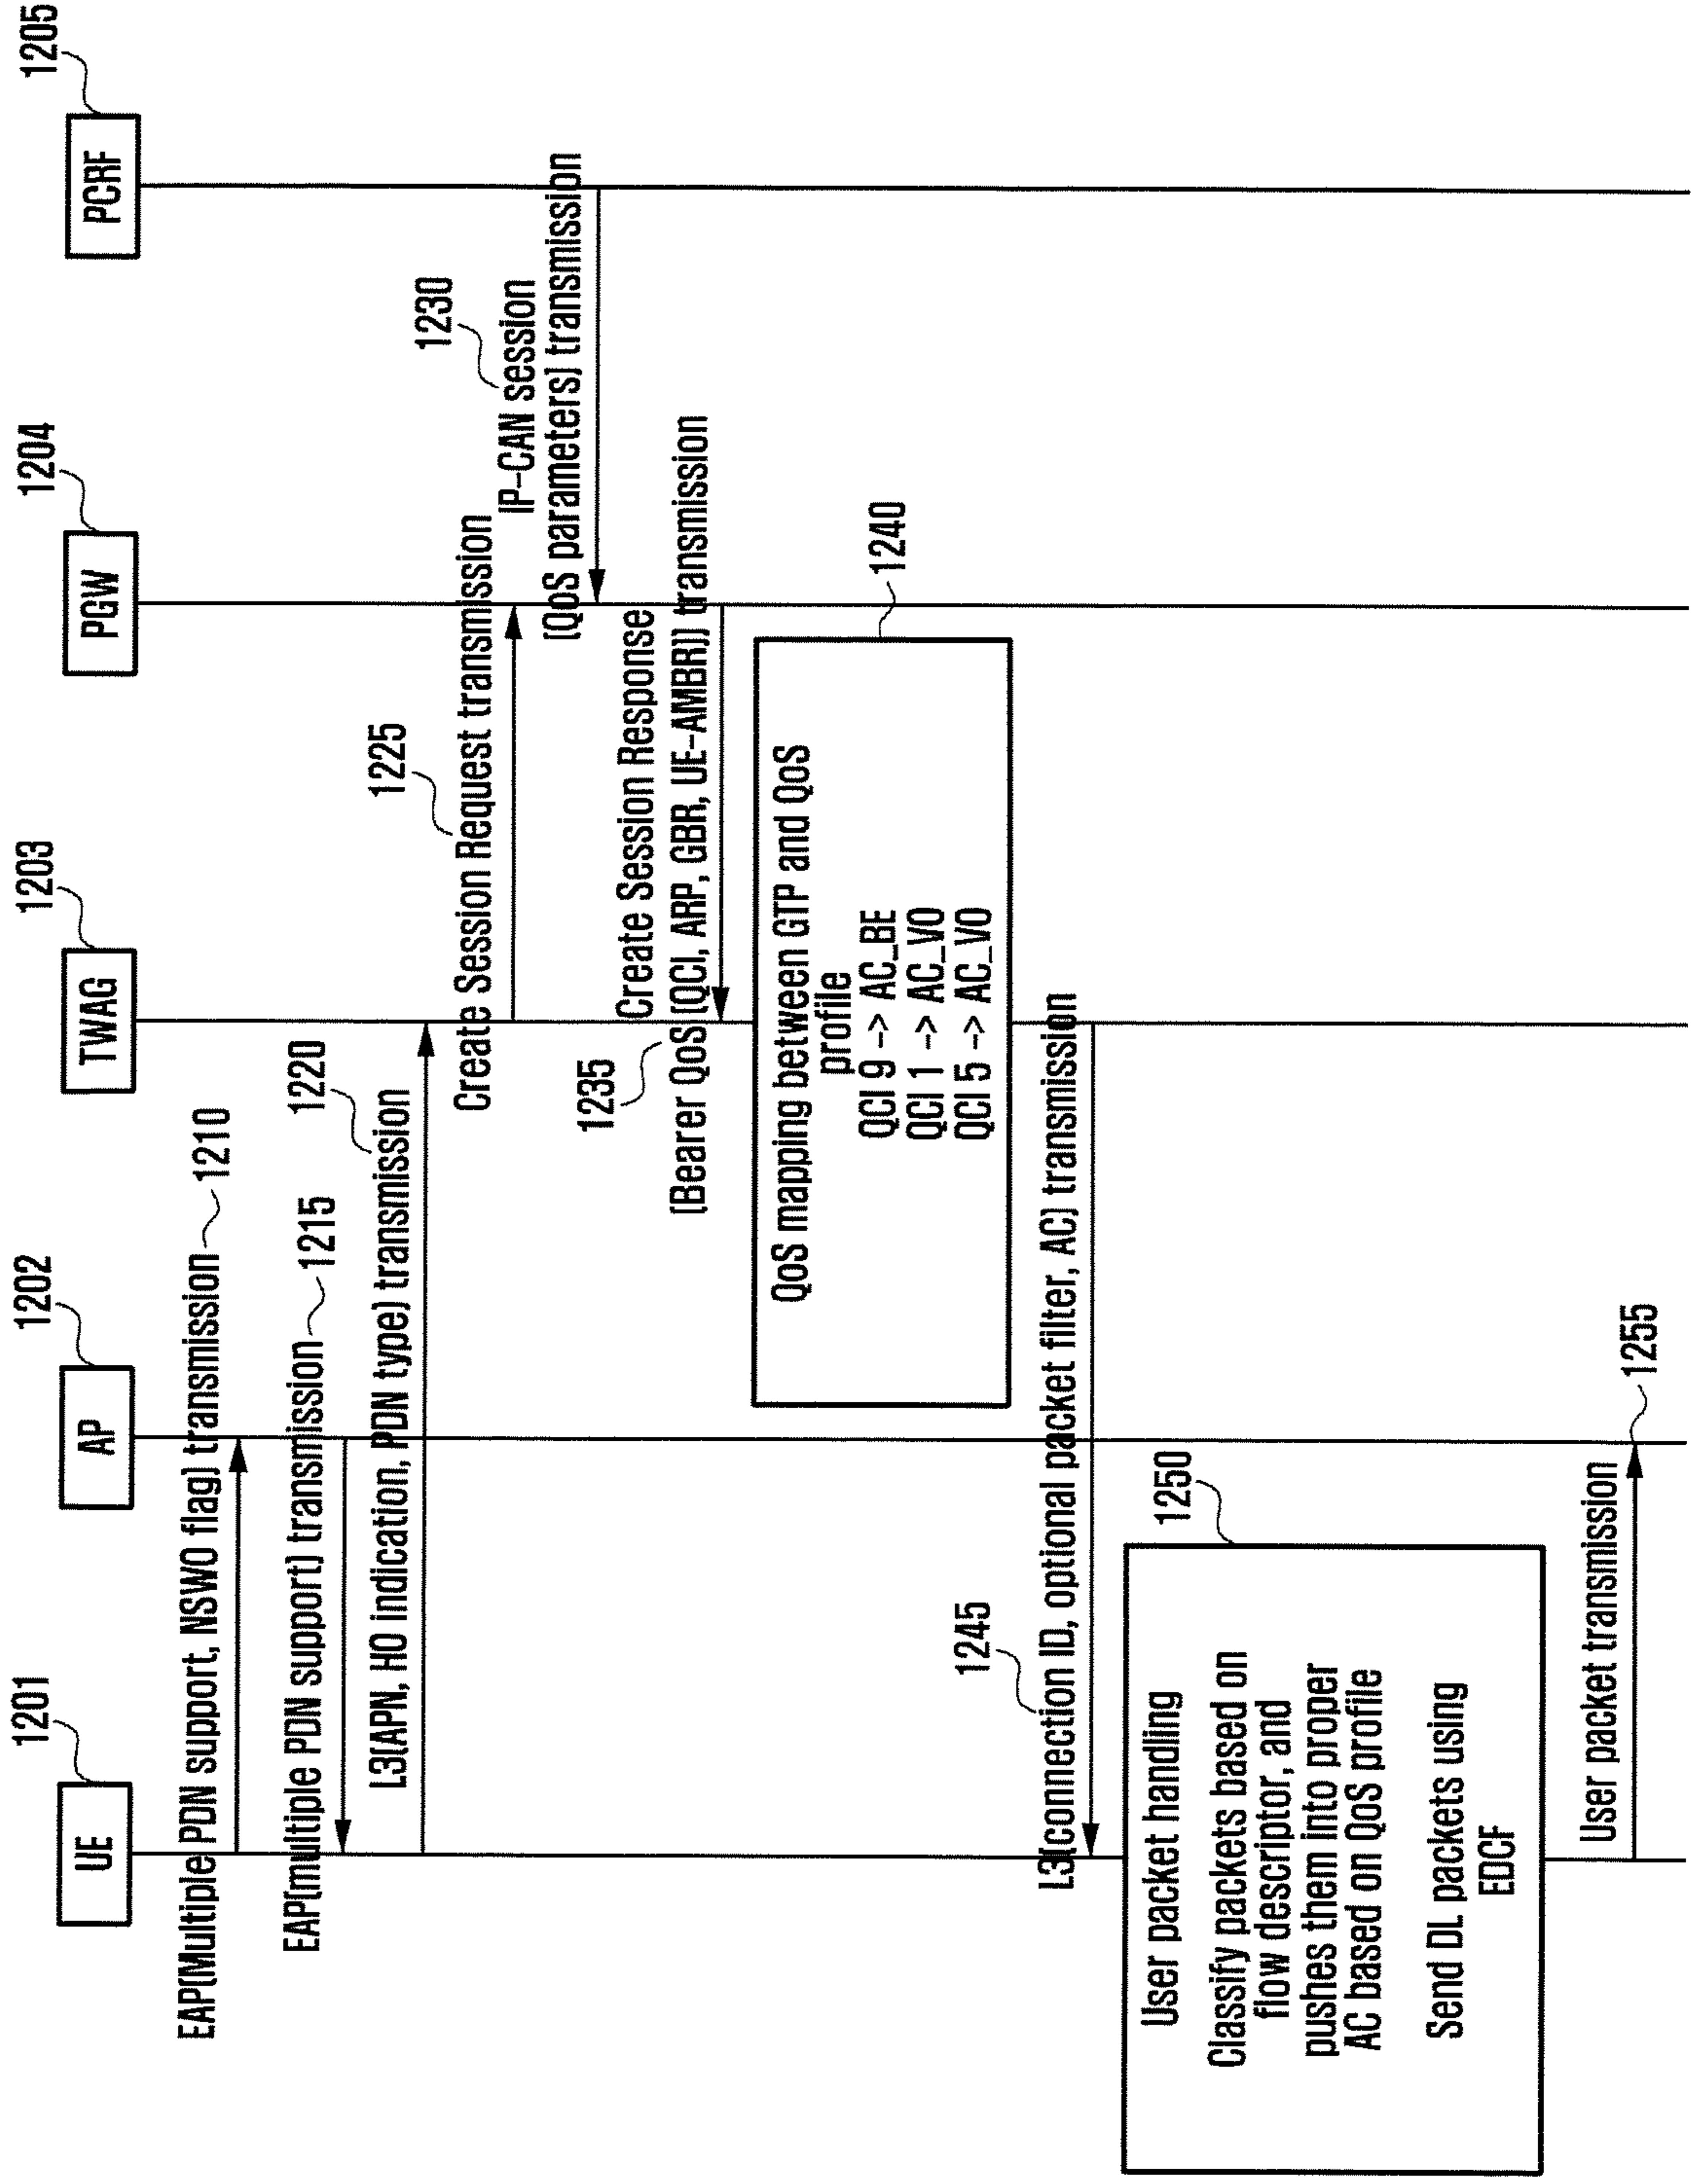 1201
1202
1203
1204
1205
UE
AP
TWAG
PGW
PCRF
EAP(Multiple PDN support, NSWO flag) transmission
1210
EAP(multiple PDN support) transmission
1215
1220
L3(APN, HO indication, PDN type) transmission
1225
Create Session Request transmission
1230
IP-CAN session
(QoS parameters) transmission
1235
Create Session Response
(Bearer QoS (QCI, ARP, GBR, UE-AMBR)) transmission
1240
QoS mapping between GTP and QoS
profile
QCI 9 -> AC_BE
QCI 1 -> AC_VO
QCI 5 -> AC_VO
1245
L3(connection ID, optional packet filter, AC) transmission
1250
User packet handling
Classify packets based on
flow descriptor, and
pushes them into proper
AC based on QoS profile
Send DL packets using
EDCF
User packet transmission
1255